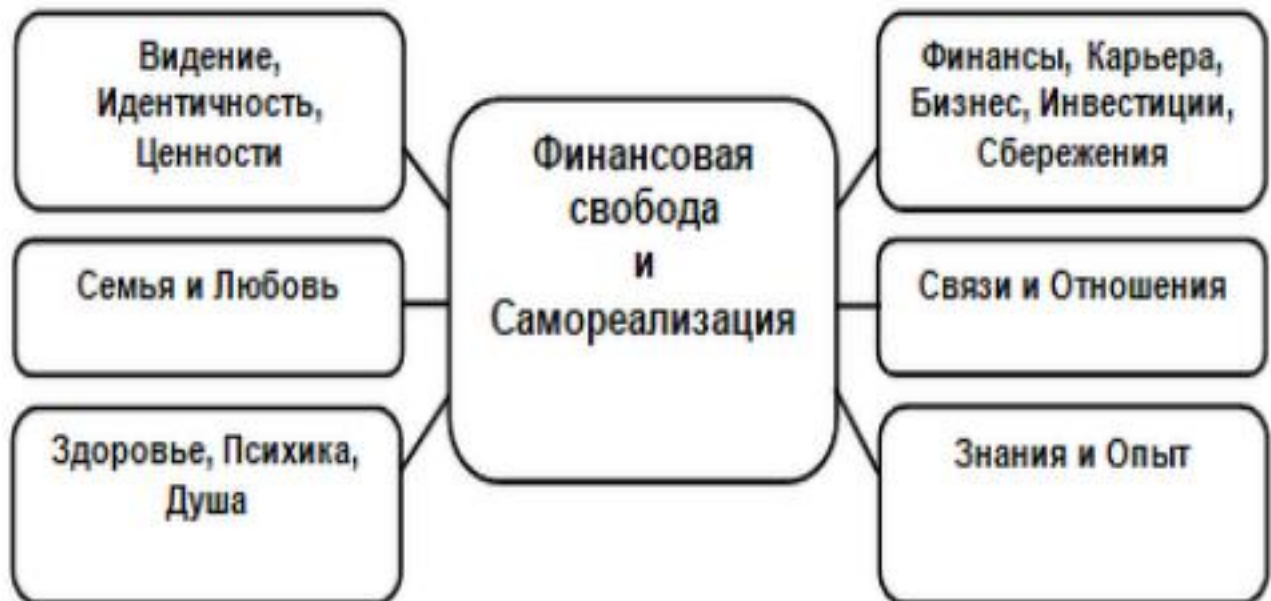 Видение,
Идентичность,
Ценности
Семья и Любовь
Здоровье, Психика,
Душа
Финансовая
свобода
и
Самореализация
Финансы, Карьера,
Бизнес, Инвестиции,
Сбережения
Связи и Отношения
Знания и Опыт